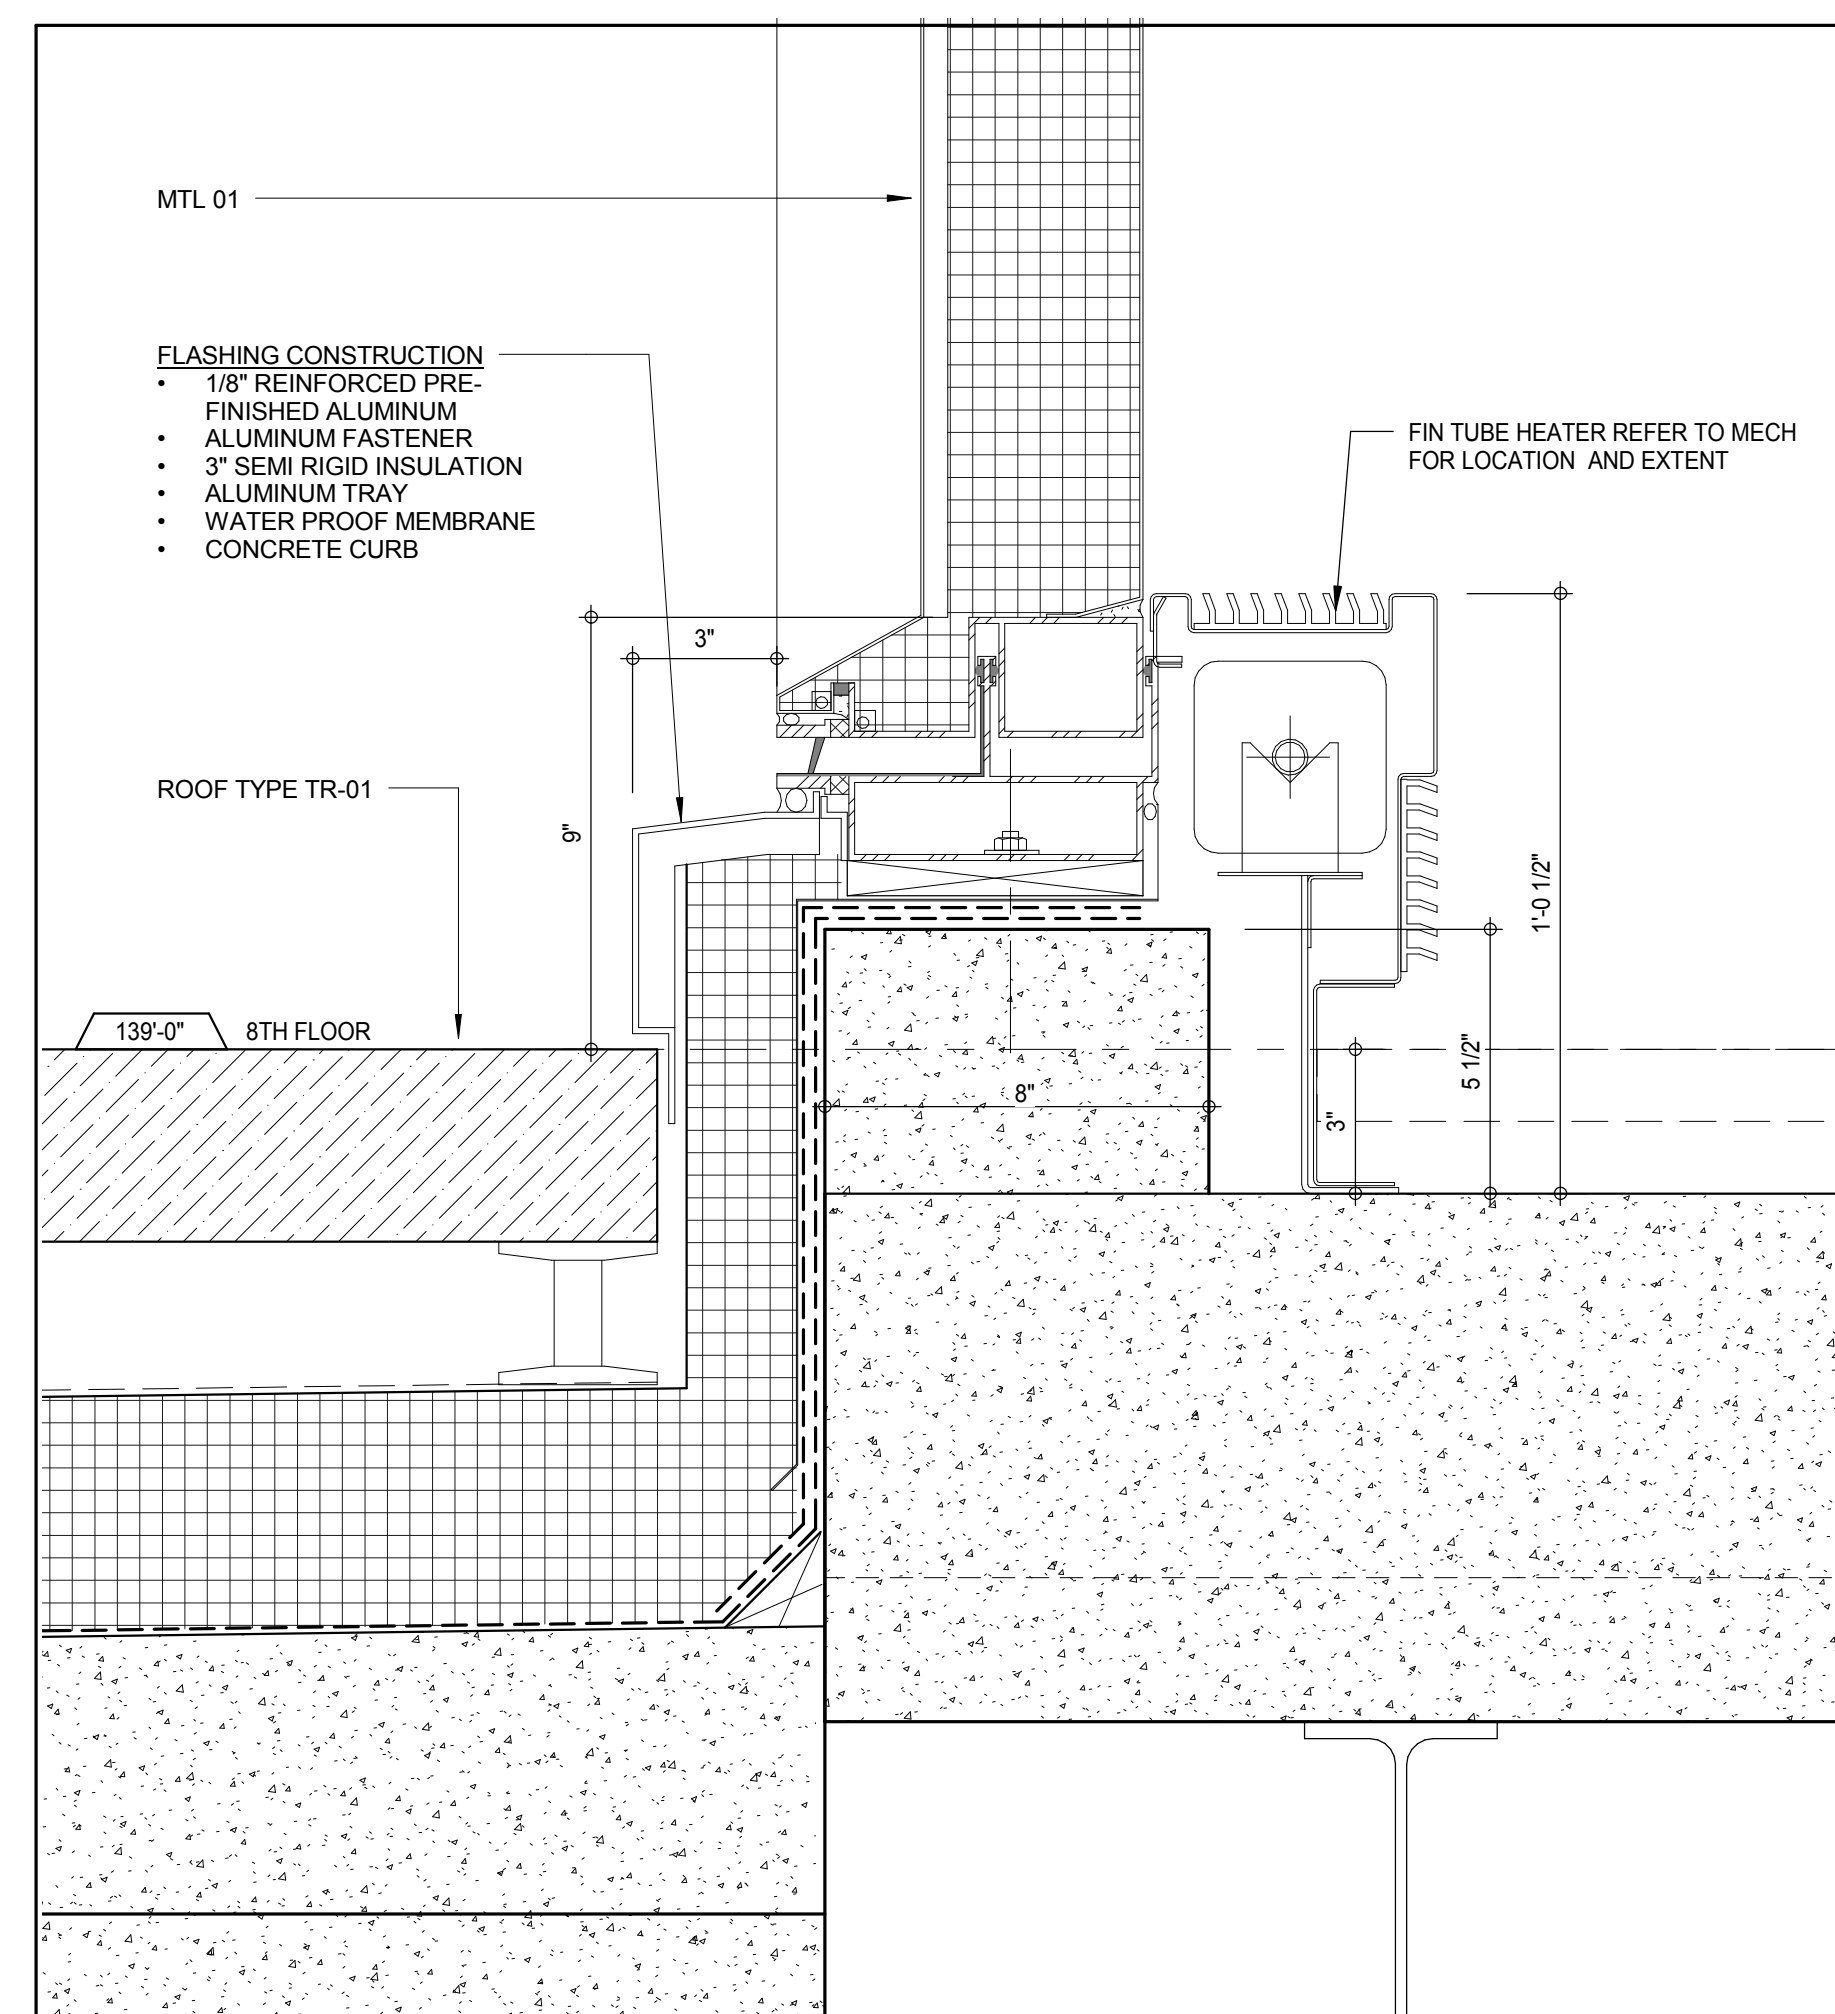 MTL 01
FLASHING CONSTRUCTION
• 1/8" REINFORCED PRE-
FINISHED ALUMINUM
• ALUMINUM FASTENER
• 3" SEMI RIGID INSULATION
• ALUMINUM TRAY
• WATER PROOF MEMBRANE
• CONCRETE CURB
FIN TUBE HEATER REFER TO MECH
FOR LOCATION AND EXTENT
3"
ROOF TYPE TR-01
9"
1'-0 1/2"
139'-0" 8TH FLOOR
5 1/2"
8"
3"